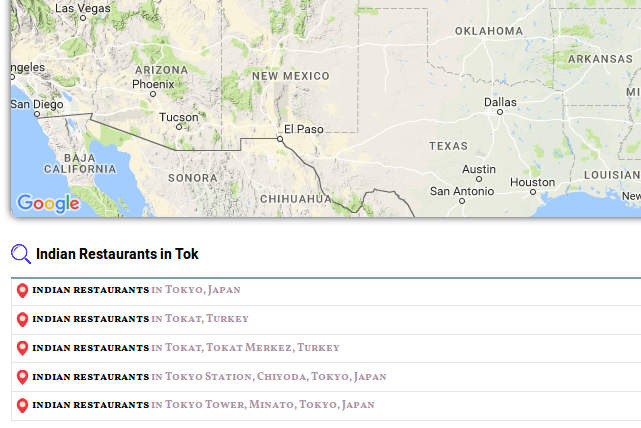 Las Vegas
OKLAHOMA
ngeles
ARIZONA
ARKANSAS
NEW MEXICO
Phoenix
MI
San Diego
Dallas
Tucson
El Paso
TEXAS
BAJA
CALIFORNIA
Austin
SONORA
Houston
LOUISIAN
San Antonio
CHIHUAHUA
New
Google
Indian Restaurants in Tok
INDIAN RESTAURANTS IN TOKYO, JAPAN
INDIAN RESTAURANTS IN TOKAT, TURKEY
INDIAN RESTAURANTS IN TOKAT, TOKAT MERKEZ, TURKEY
INDIAN RESTAURANTS IN TOKYO STATION, CHIYODA, TOKYO, JAPAN
INDIAN RESTAURANTS IN TOKYO TOWER, MINATO, TOKYO, JAPAN